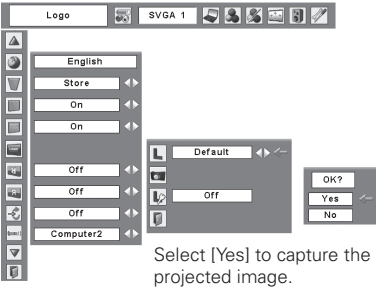 Logo
SVGA 1
English
Store
On
On
Off
Off
Off
Computer2
Default
Off
OK?
Yes
No
Select [Yes] to capture the
projected image.